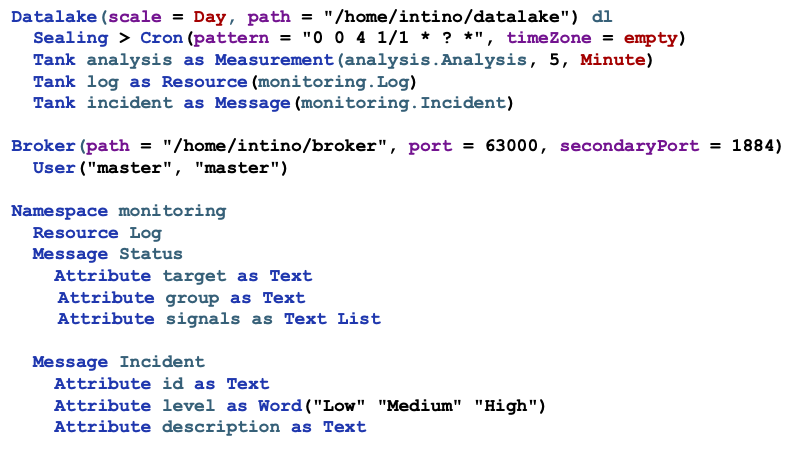 Datalake(scale = Day, path = "/home/intino/datalake") dl
Sealing > Cron(pattern = "0 0 4 1/1 * ? *", timeZone = empty)
Tank analysis as Measurement(analysis.Analysis, 5, Minute)
Tank log as Resource(monitoring.Log)
Tank incident as Message(monitoring.Incident)
Broker(path = "/home/intino/broker", port = 63000, secondaryPort = 1884)
User("master", "master")
Namespace monitoring
Resource Log
Message Status
Attribute target as Text
Attribute group as Text
Attribute signals as Text List
Message Incident
Attribute id as Text
Attribute level as Word("Low" "Medium" "High")
Attribute description as Text